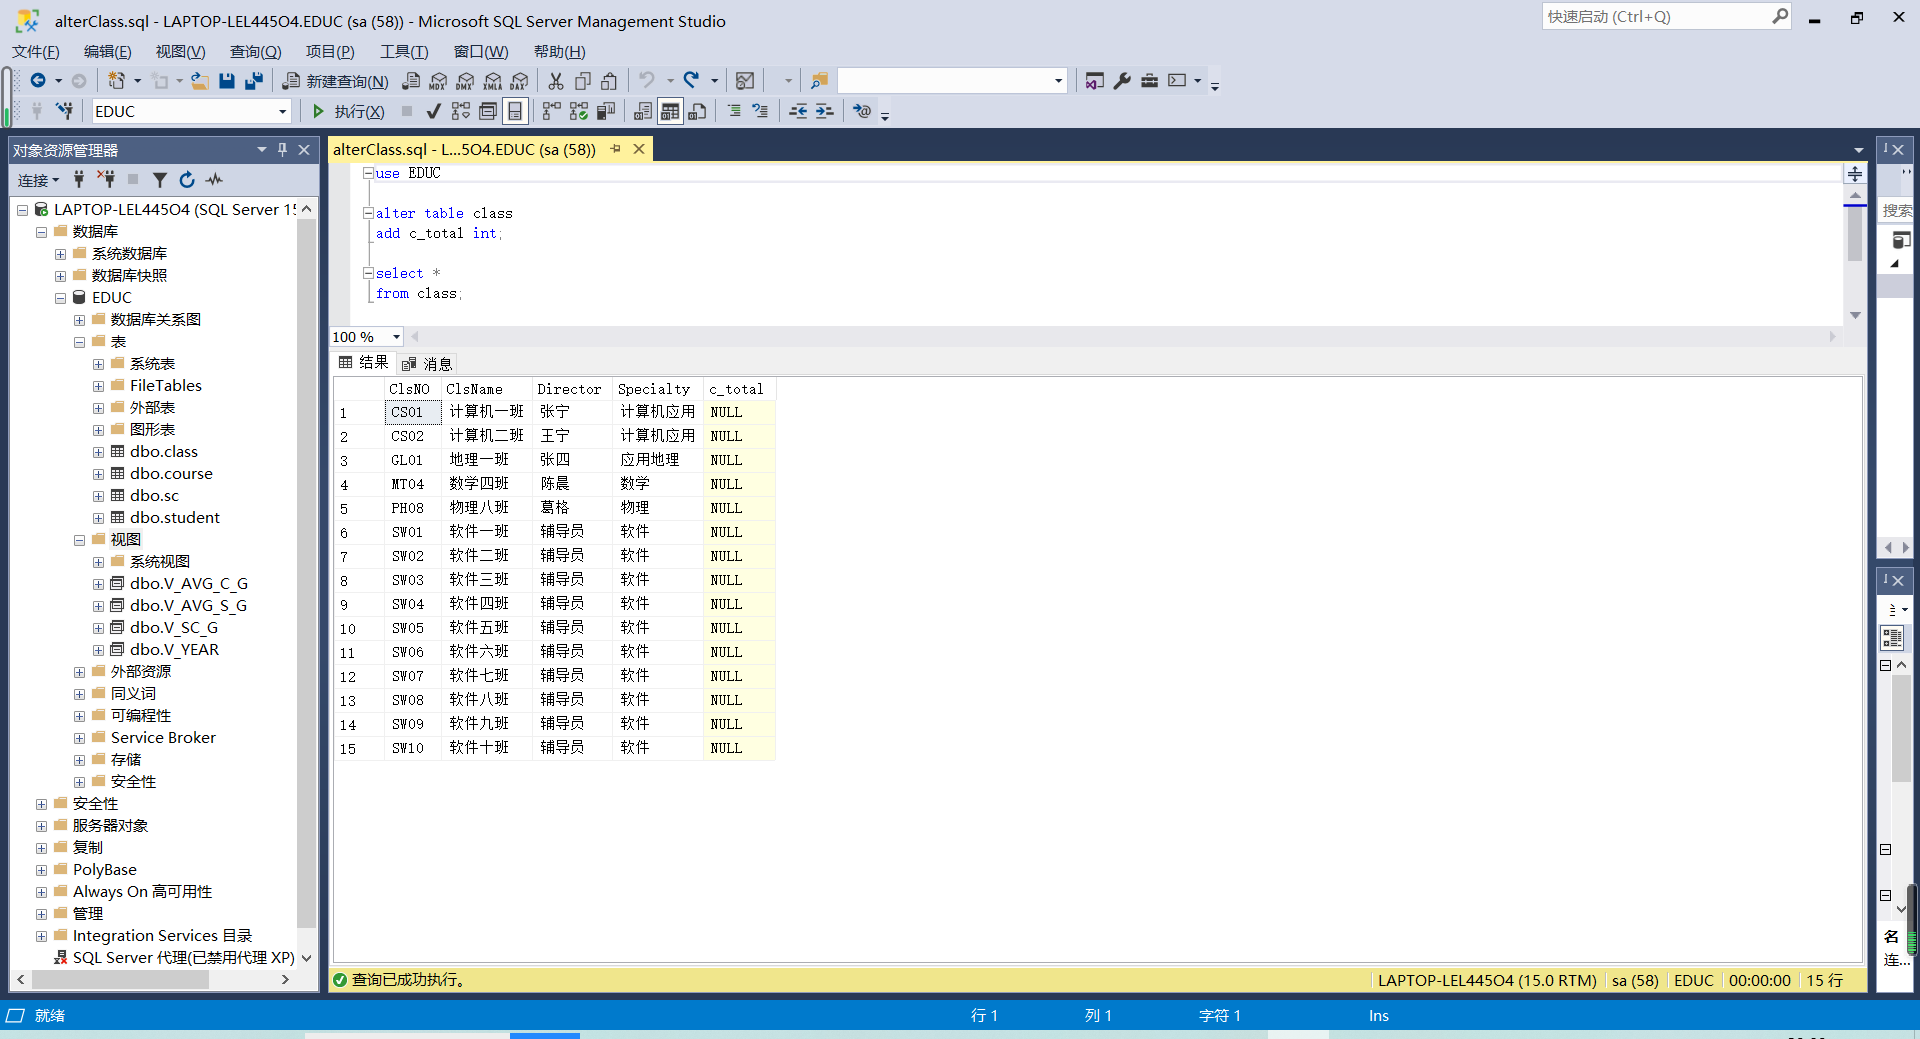 alterClass.sql - LAPTOP-LEL445O4.EDUC (sa (58)) - Microsoft SQL Server Management Studio
快速启动 (Ctrl+Q)
文件(F) 编辑(E) 视图(V) 查询(Q) 项目(P) 工具(T) 窗口(W) 帮助(H)
新建查询(N) MDX DMX XMLA DAX
EDUC 执行(X)
对象资源管理器
连接
LAPTOP-LEL445O4 (SQL Server 15
数据库
系统数据库
数据库快照
EDUC
数据库关系图
表
系统表
FileTables
外部表
图形表
dbo.class
dbo.course
dbo.sc
dbo.student
视图
系统视图
dbo.V_AVG_C_G
dbo.V_AVG_S_G
dbo.V_SC_G
dbo.V_YEAR
外部资源
同义词
可编程性
Service Broker
存储
安全性
安全性
服务器对象
复制
PolyBase
Always On 高可用性
管理
Integration Services 目录
SQL Server 代理(已禁用代理 XP)
alterClass.sql - L...5O4.EDUC (sa (58))
use EDUC
alter table class
add c_total int;
select *
from class;
100 %
结果 消息
ClsNO ClsName Director Specialty c_total
1 CS01 计算机一班 张宁 计算机应用 NULL
2 CS02 计算机二班 王宁 计算机应用 NULL
3 GL01 地理一班 张四 应用地理 NULL
4 MT04 数学四班 陈晨 数学 NULL
5 PH08 物理八班 葛格 物理 NULL
6 SW01 软件一班 辅导员 软件 NULL
7 SW02 软件二班 辅导员 软件 NULL
8 SW03 软件三班 辅导员 软件 NULL
9 SW04 软件四班 辅导员 软件 NULL
10 SW05 软件五班 辅导员 软件 NULL
11 SW06 软件六班 辅导员 软件 NULL
12 SW07 软件七班 辅导员 软件 NULL
13 SW08 软件八班 辅导员 软件 NULL
14 SW09 软件九班 辅导员 软件 NULL
15 SW10 软件十班 辅导员 软件 NULL
查询已成功执行。
LAPTOP-LEL445O4 (15.0 RTM) sa (58) EDUC 00:00:00 15 行
搜索
名
连...
就绪 行 1 列 1 字符 1 Ins